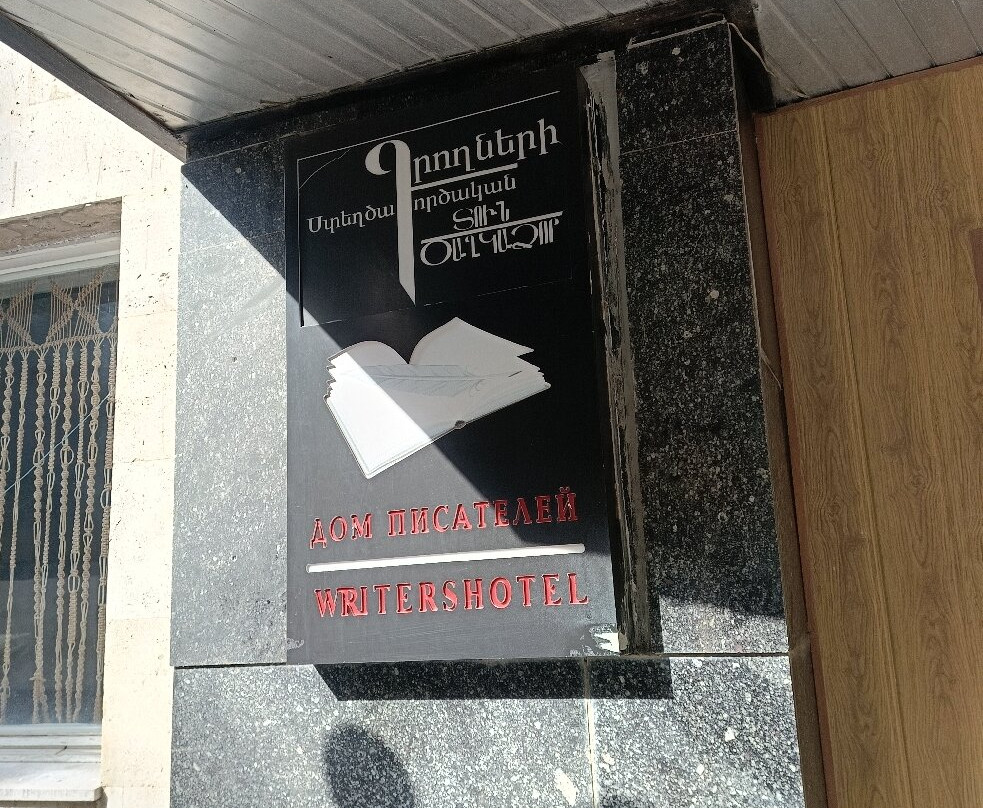 Գրողների
Ստեղծագործական
ՏՈՒՆ
ԾԱՂԿԱՁՈՐ
ДОМ ПИСАТЕЛЕЙ
WRITERSHOTEL